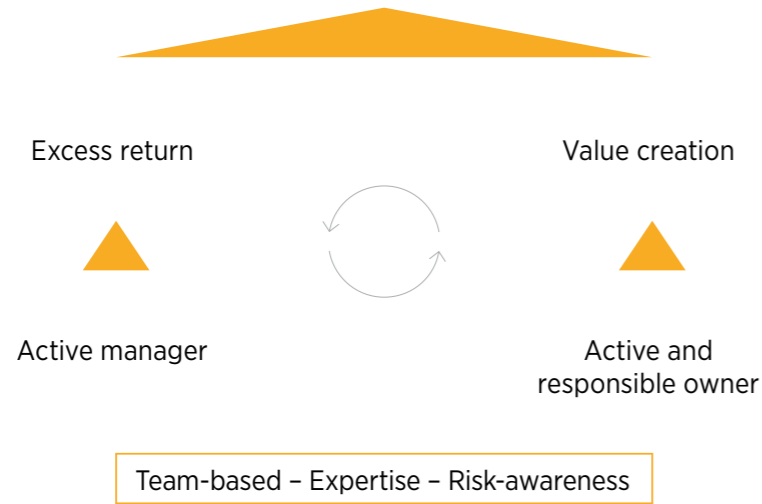 Excess return
Value creation
Active manager
Active and
responsible owner
Team-based – Expertise – Risk-awareness